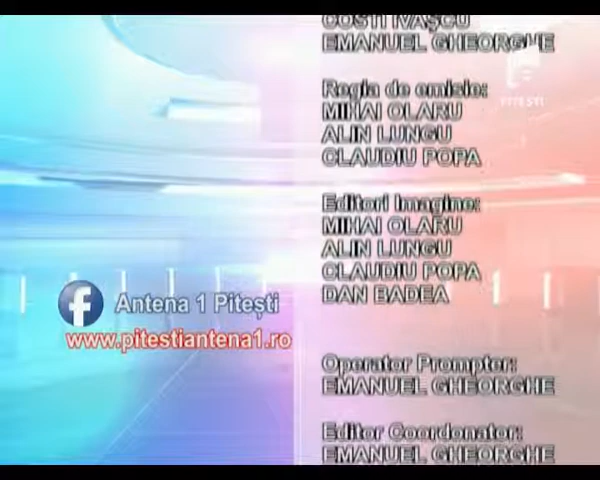 COSTI IVAȘCU
EMANUEL GHEORGHE
PITEȘTI
Regia de emisie:
MIHAI OLARU
ALIN LUNGU
CLAUDIU POPA
Editori Imagine:
MIHAI OLARU
ALIN LUNGU
CLAUDIU POPA
DAN BADEA
f Antena 1 Pitești
www.pitestiantena1.ro
Operator Prompter:
EMANUEL GHEORGHE
Editor Coordonator:
EMANUEL GHEORGHE